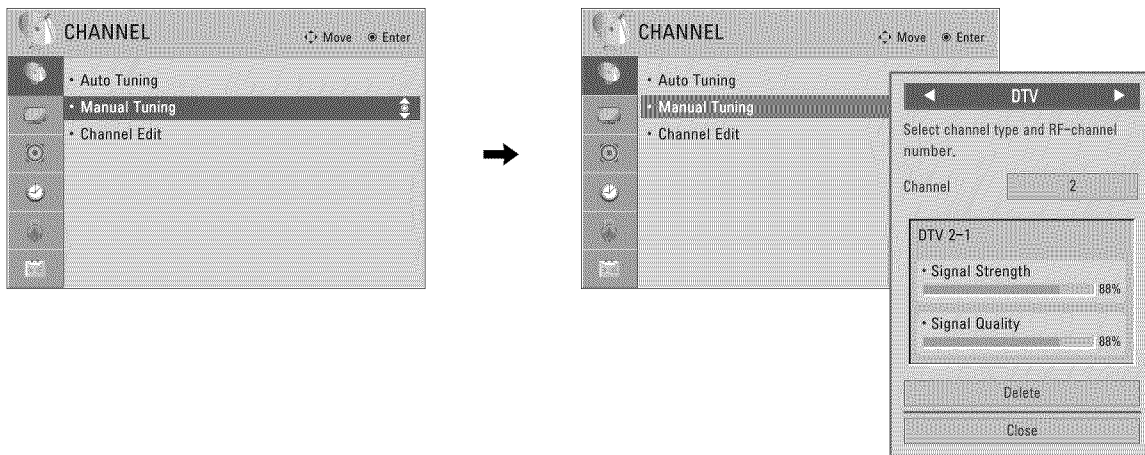 CHANNEL
Move Enter
• Auto Tuning
• Manual Tuning
• Channel Edit
CHANNEL
Move Enter
• Auto Tuning
• Manual Tuning
• Channel Edit
DTV
Select channel type and RF-channel
number.
Channel 2
DTV 2-1
• Signal Strength
88%
• Signal Quality
88%
Delete
Close